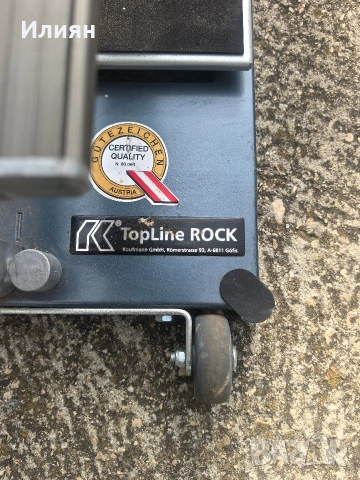 Илиян
GÜTEZEICHEN
CERTIFIED
QUALITY
AUSTRIA
K® TopLine ROCK
Kaufmann GmbH, Römerstrasse 93, A-6811 Göfis